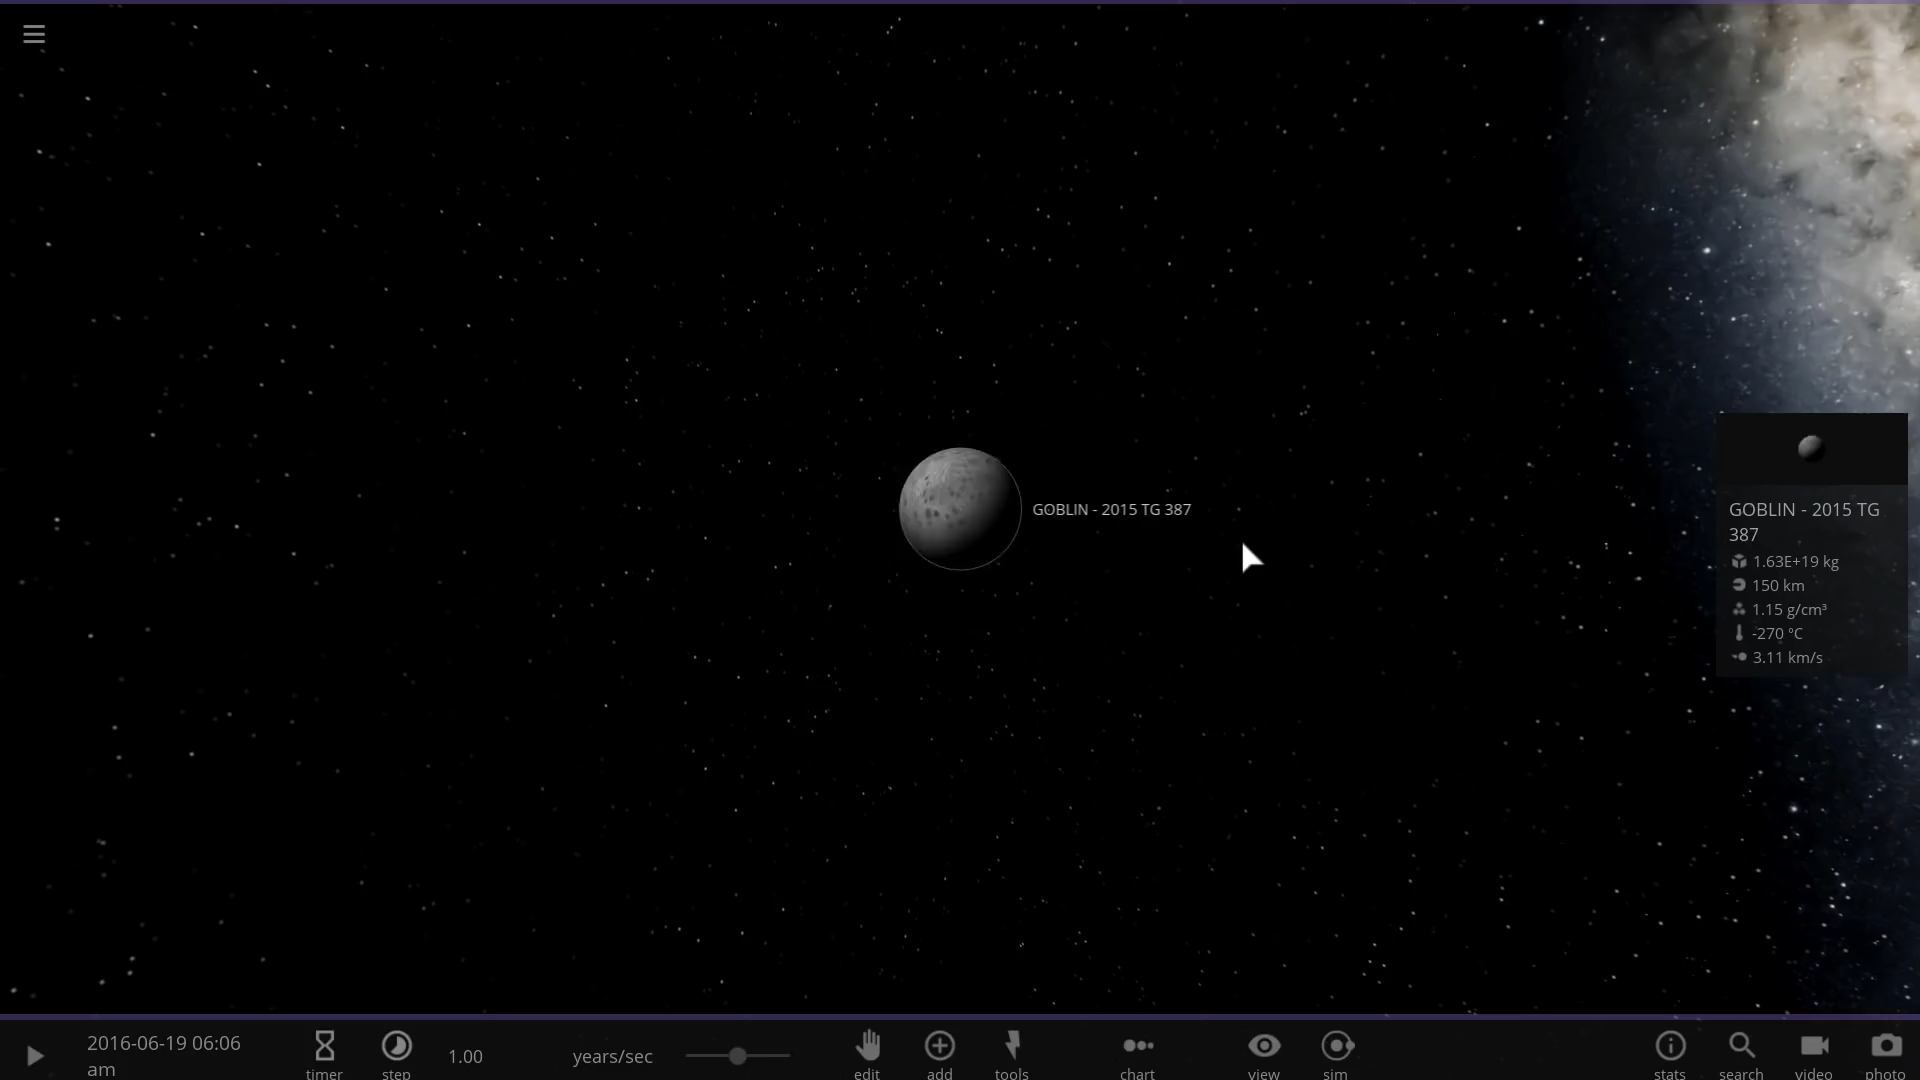 GOBLIN - 2015 TG 387
GOBLIN - 2015 TG
387
1.63E+19 kg
150 km
1.15 g/cm³
-270 °C
3.11 km/s
2016-06-19 06:06
am
timer
step
1.00
years/sec
edit
add
tools
chart
view
sim
stats
search
video
photo